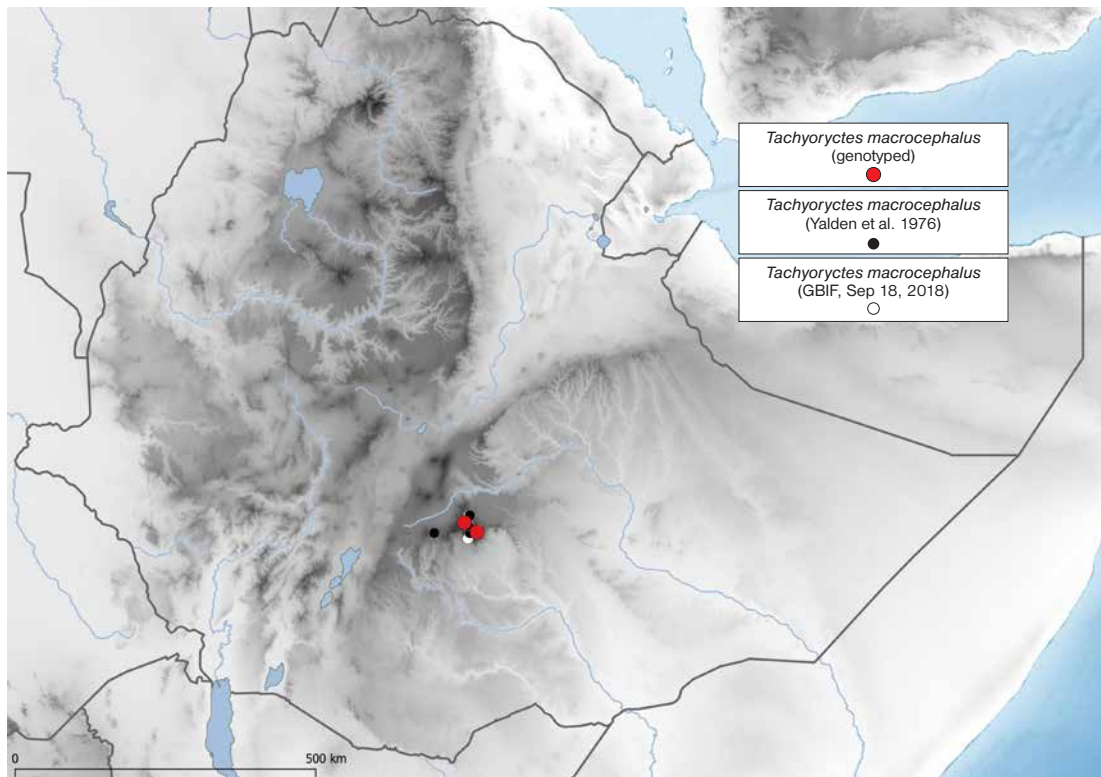 Tachyoryctes macrocephalus
(genotyped)
Tachyoryctes macrocephalus
(Yalden et al. 1976)
Tachyoryctes macrocephalus
(GBIF, Sep 18, 2018)
0
500 km